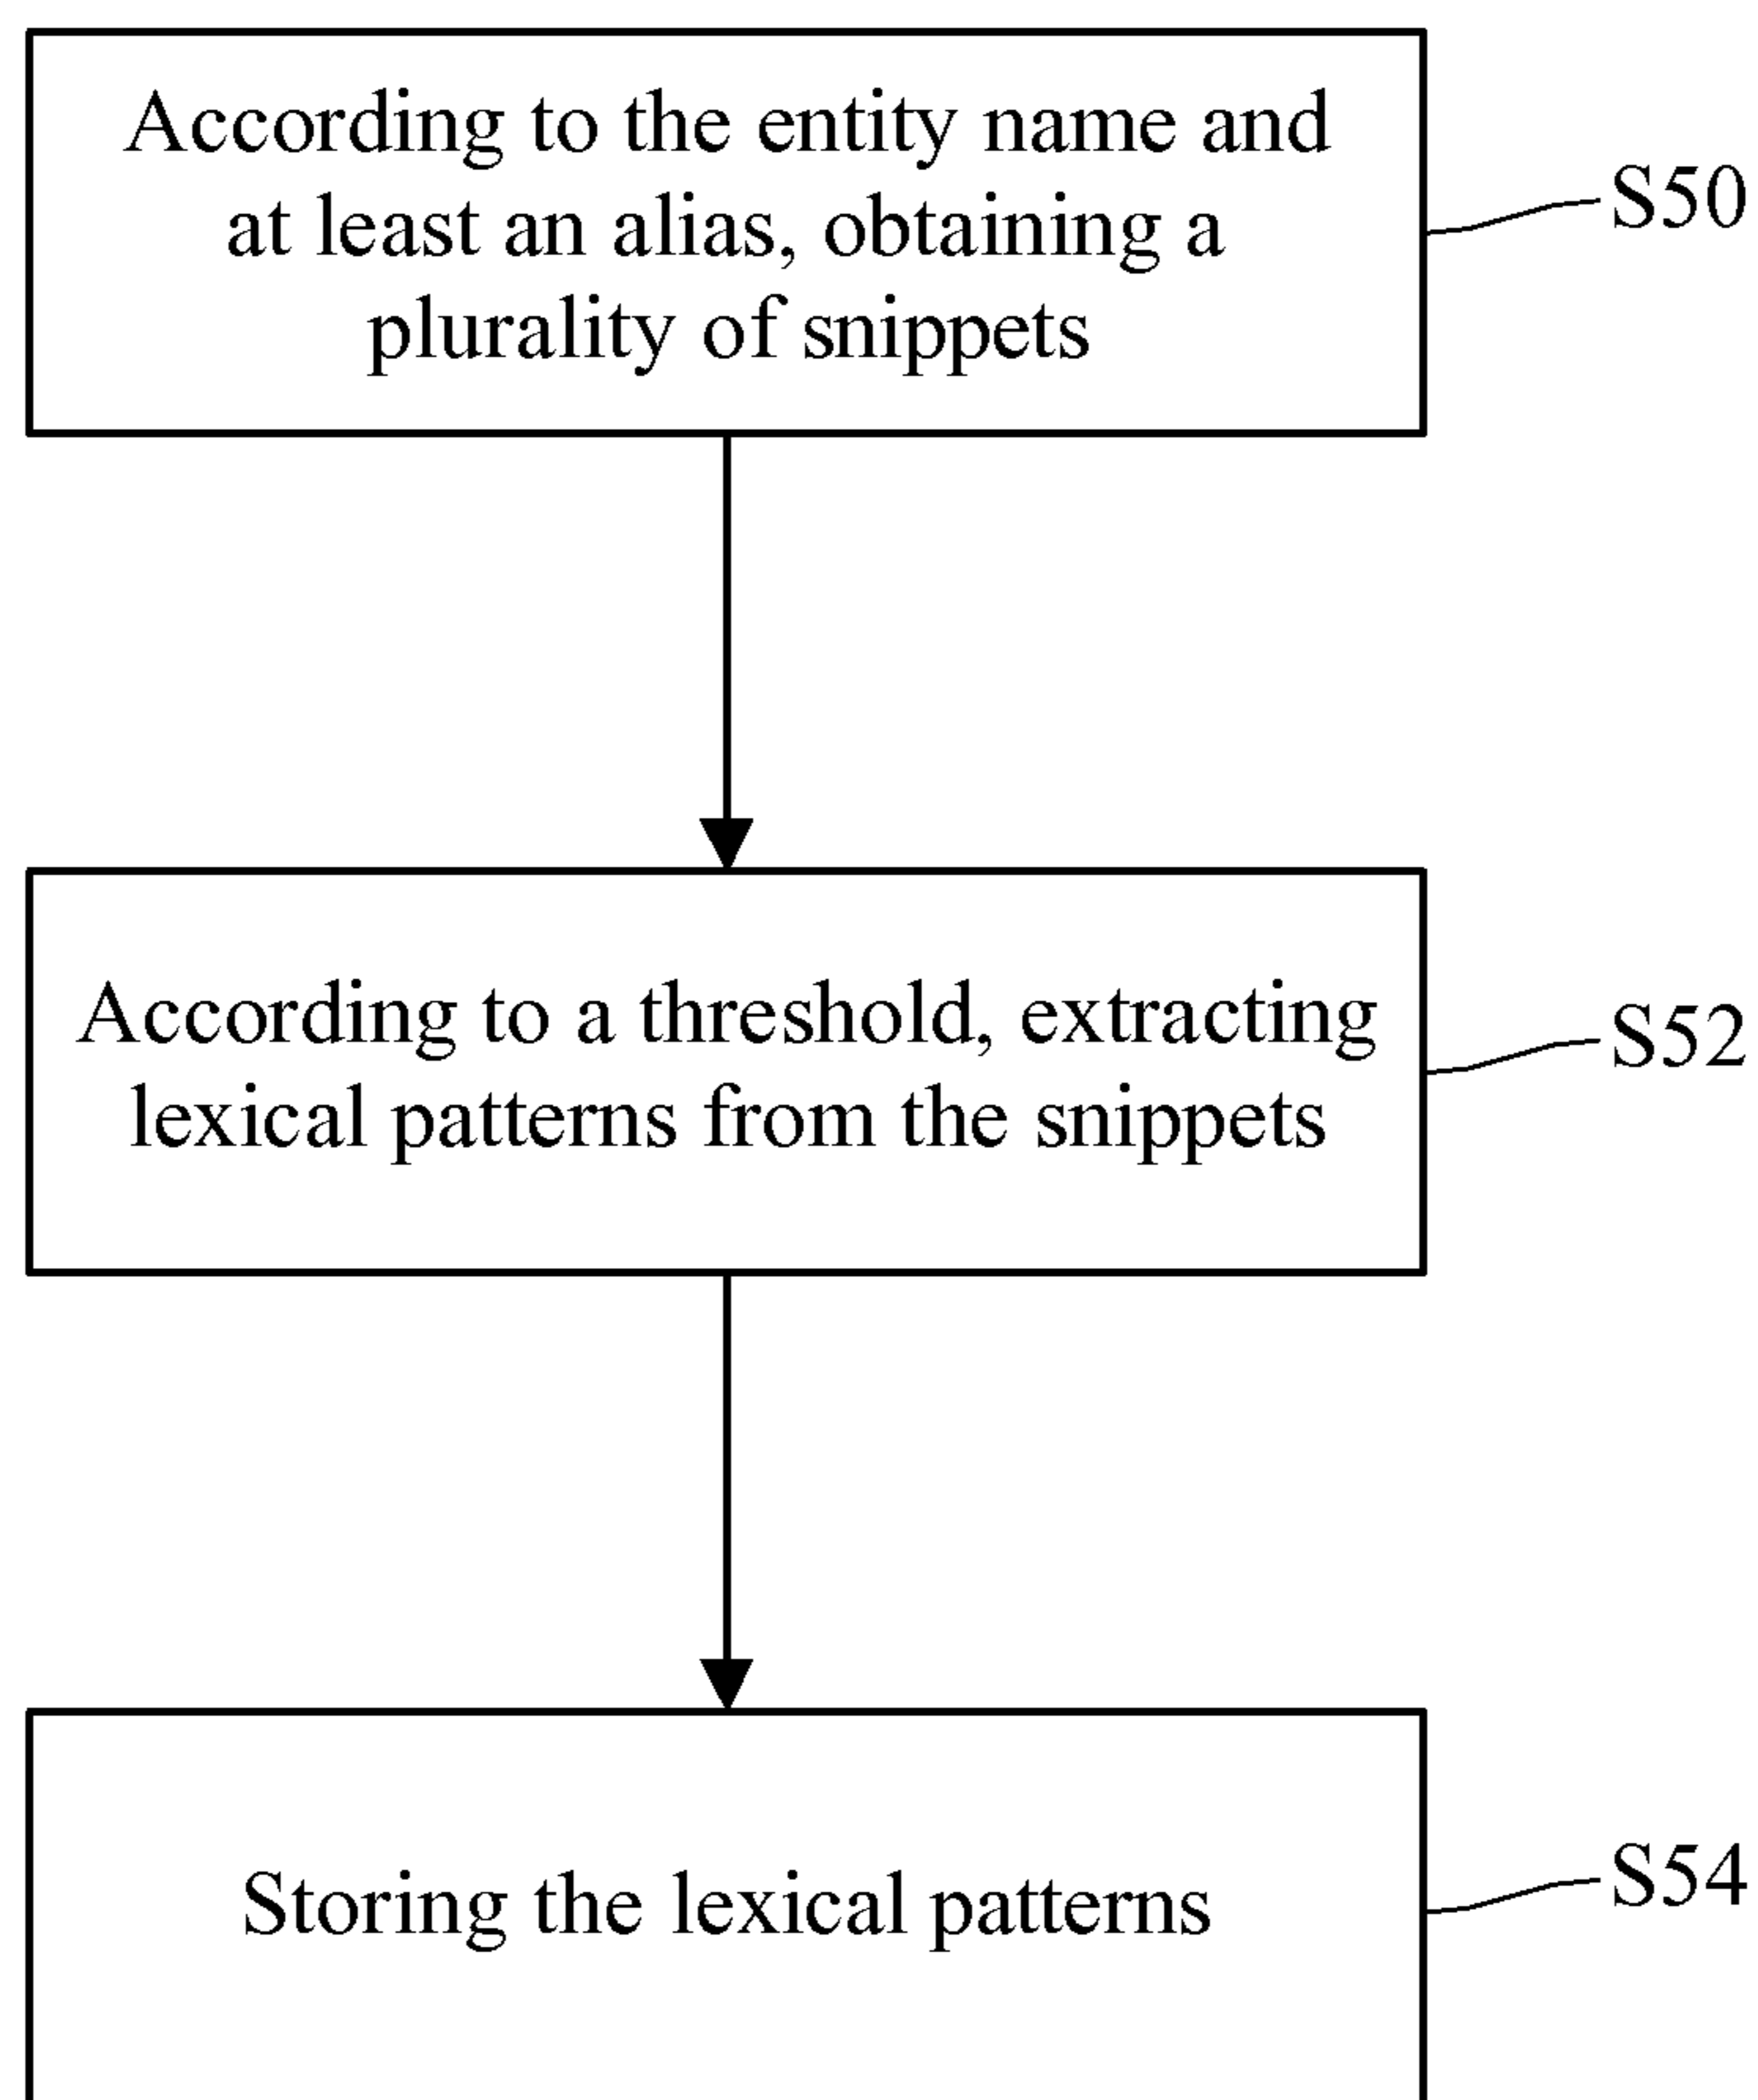 According to the entity name and
at least an alias, obtaining a
plurality of snippets
S50
According to a threshold, extracting
lexical patterns from the snippets
S52
Storing the lexical patterns
S54